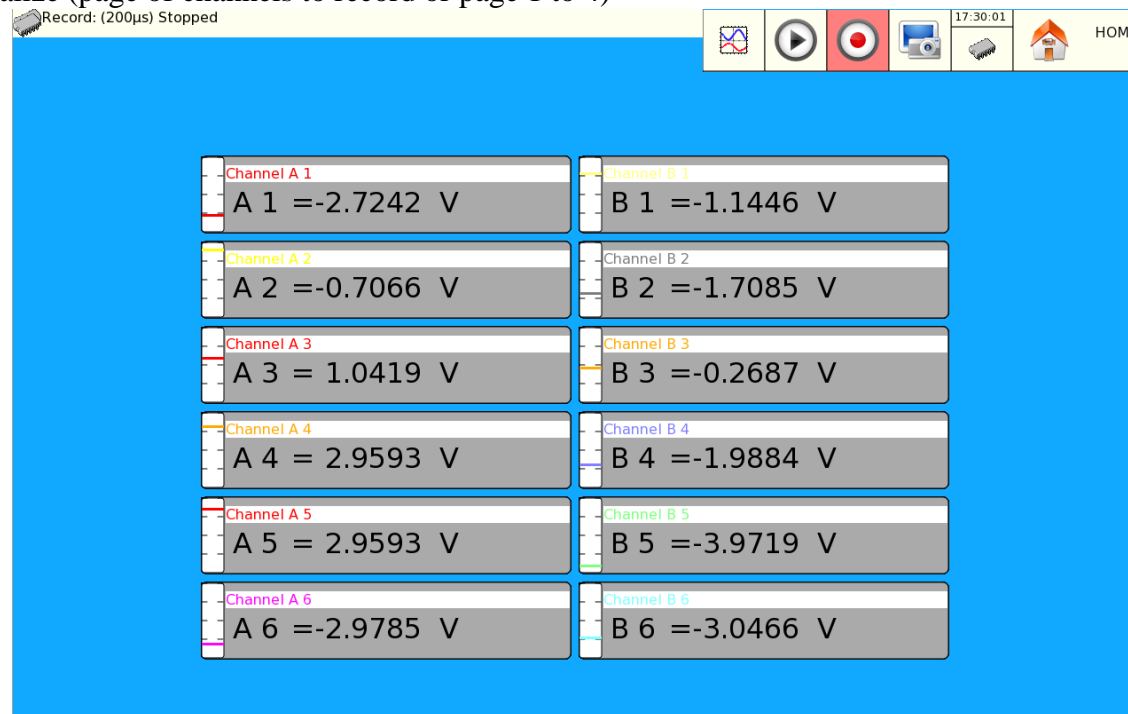 Record: (200µs) Stopped
17:30:01
HOM
Channel A 1
A 1 =-2.7242 V
Channel B 1
B 1 =-1.1446 V
Channel A 2
A 2 =-0.7066 V
Channel B 2
B 2 =-1.7085 V
Channel A 3
A 3 = 1.0419 V
Channel B 3
B 3 =-0.2687 V
Channel A 4
A 4 = 2.9593 V
Channel B 4
B 4 =-1.9884 V
Channel A 5
A 5 = 2.9593 V
Channel B 5
B 5 =-3.9719 V
Channel A 6
A 6 =-2.9785 V
Channel B 6
B 6 =-3.0466 V